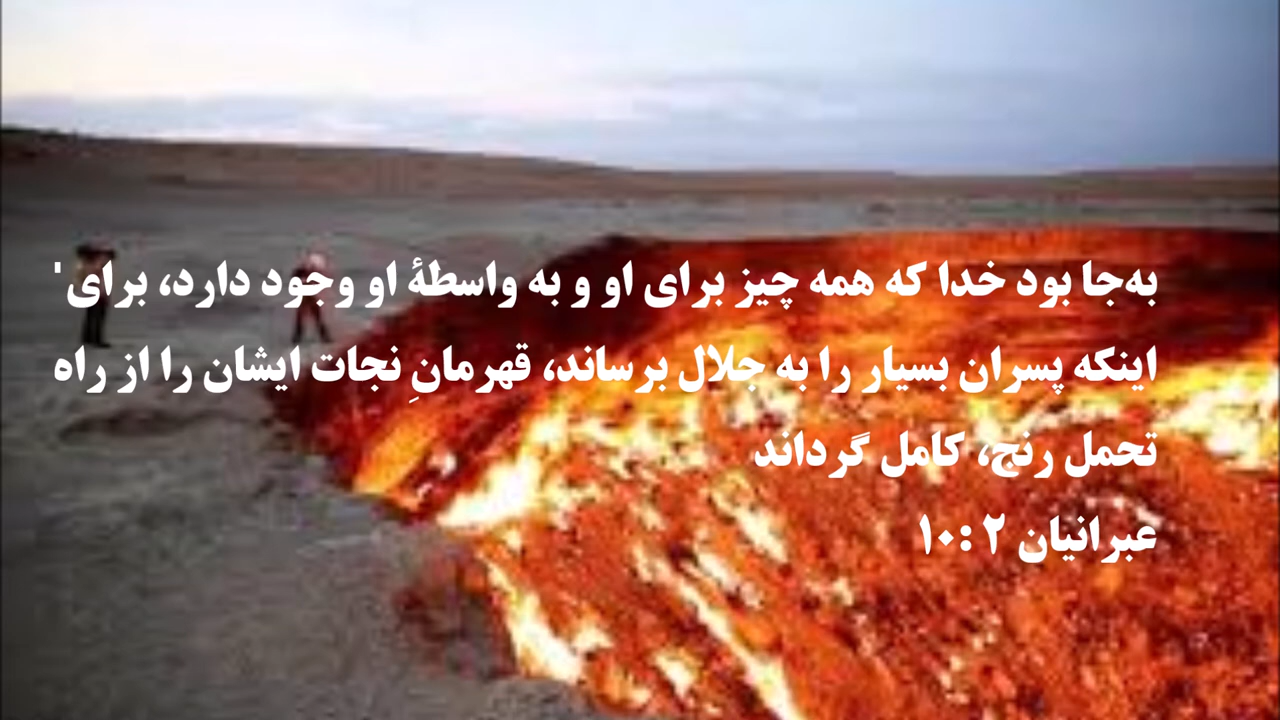 به‌جا بود خدا که همه چیز برای او و به واسطهٔ او وجود دارد، برای'
اینکه پسران بسیار را به جلال برساند، قهرمانِ نجات ایشان را از راه
تحمل رنج، کامل گرداند
عبرانیان ۲ :۱۰